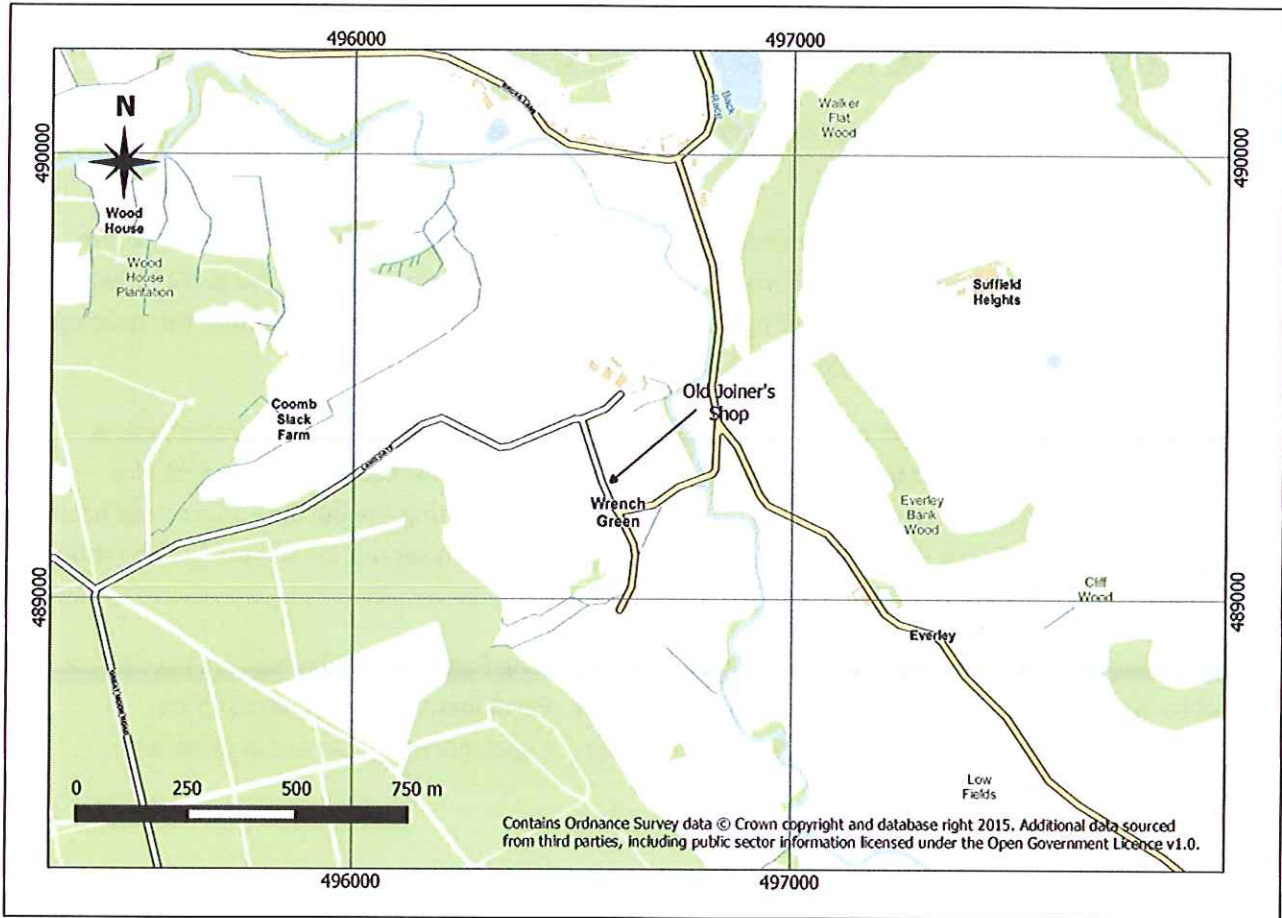 496000
497000
490000
490000
N
Back
Race
Walker
Flat
Wood
Wood
House
Wood
House
Plantation
Suffield
Heights
Old Joiner's
Shop
Coomb
Slack
Farm
Wrench
Green
Everley
Bank
Wood
489000
489000
Cliff
Wood
Everley
0 250 500 750 m
Low
Fields
Contains Ordnance Survey data © Crown copyright and database right 2015. Additional data sourced
from third parties, including public sector information licensed under the Open Government Licence v1.0.
496000
497000